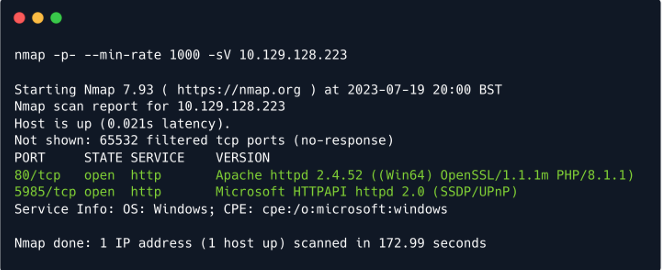 nmap -p- --min-rate 1000 -sV 10.129.128.223
Starting Nmap 7.93 ( https://nmap.org ) at 2023-07-19 20:00 BST
Nmap scan report for 10.129.128.223
Host is up (0.021s latency).
Not shown: 65532 filtered tcp ports (no-response)
PORT     STATE SERVICE     VERSION
80/tcp   open  http        Apache httpd 2.4.52 ((Win64) OpenSSL/1.1.1m PHP/8.1.1)
5985/tcp open  http        Microsoft HTTPAPI httpd 2.0 (SSDP/UPnP)
Service Info: OS: Windows; CPE: cpe:/o:microsoft:windows
Nmap done: 1 IP address (1 host up) scanned in 172.99 seconds